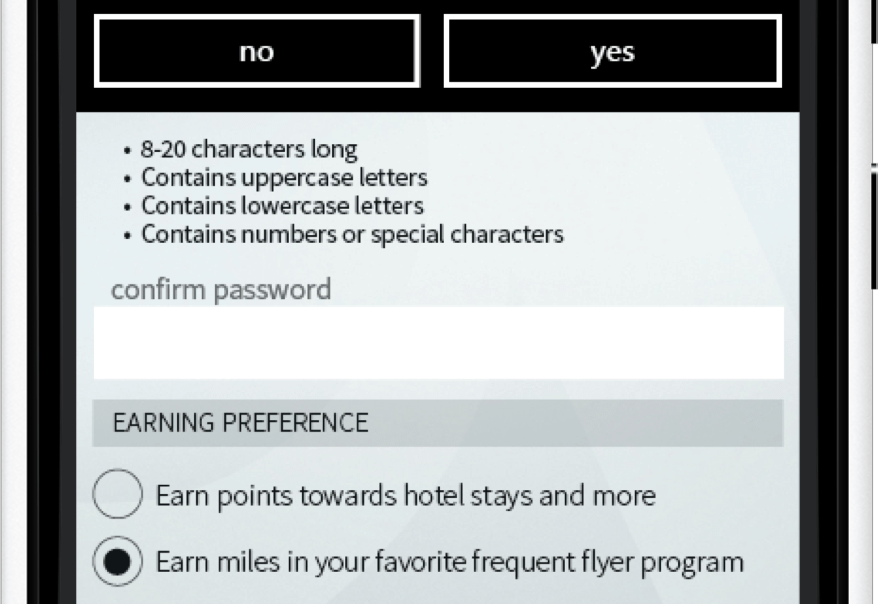 no yes
• 8-20 characters long
• Contains uppercase letters
• Contains lowercase letters
• Contains numbers or special characters
confirm password
EARNING PREFERENCE
Earn points towards hotel stays and more
Earn miles in your favorite frequent flyer program